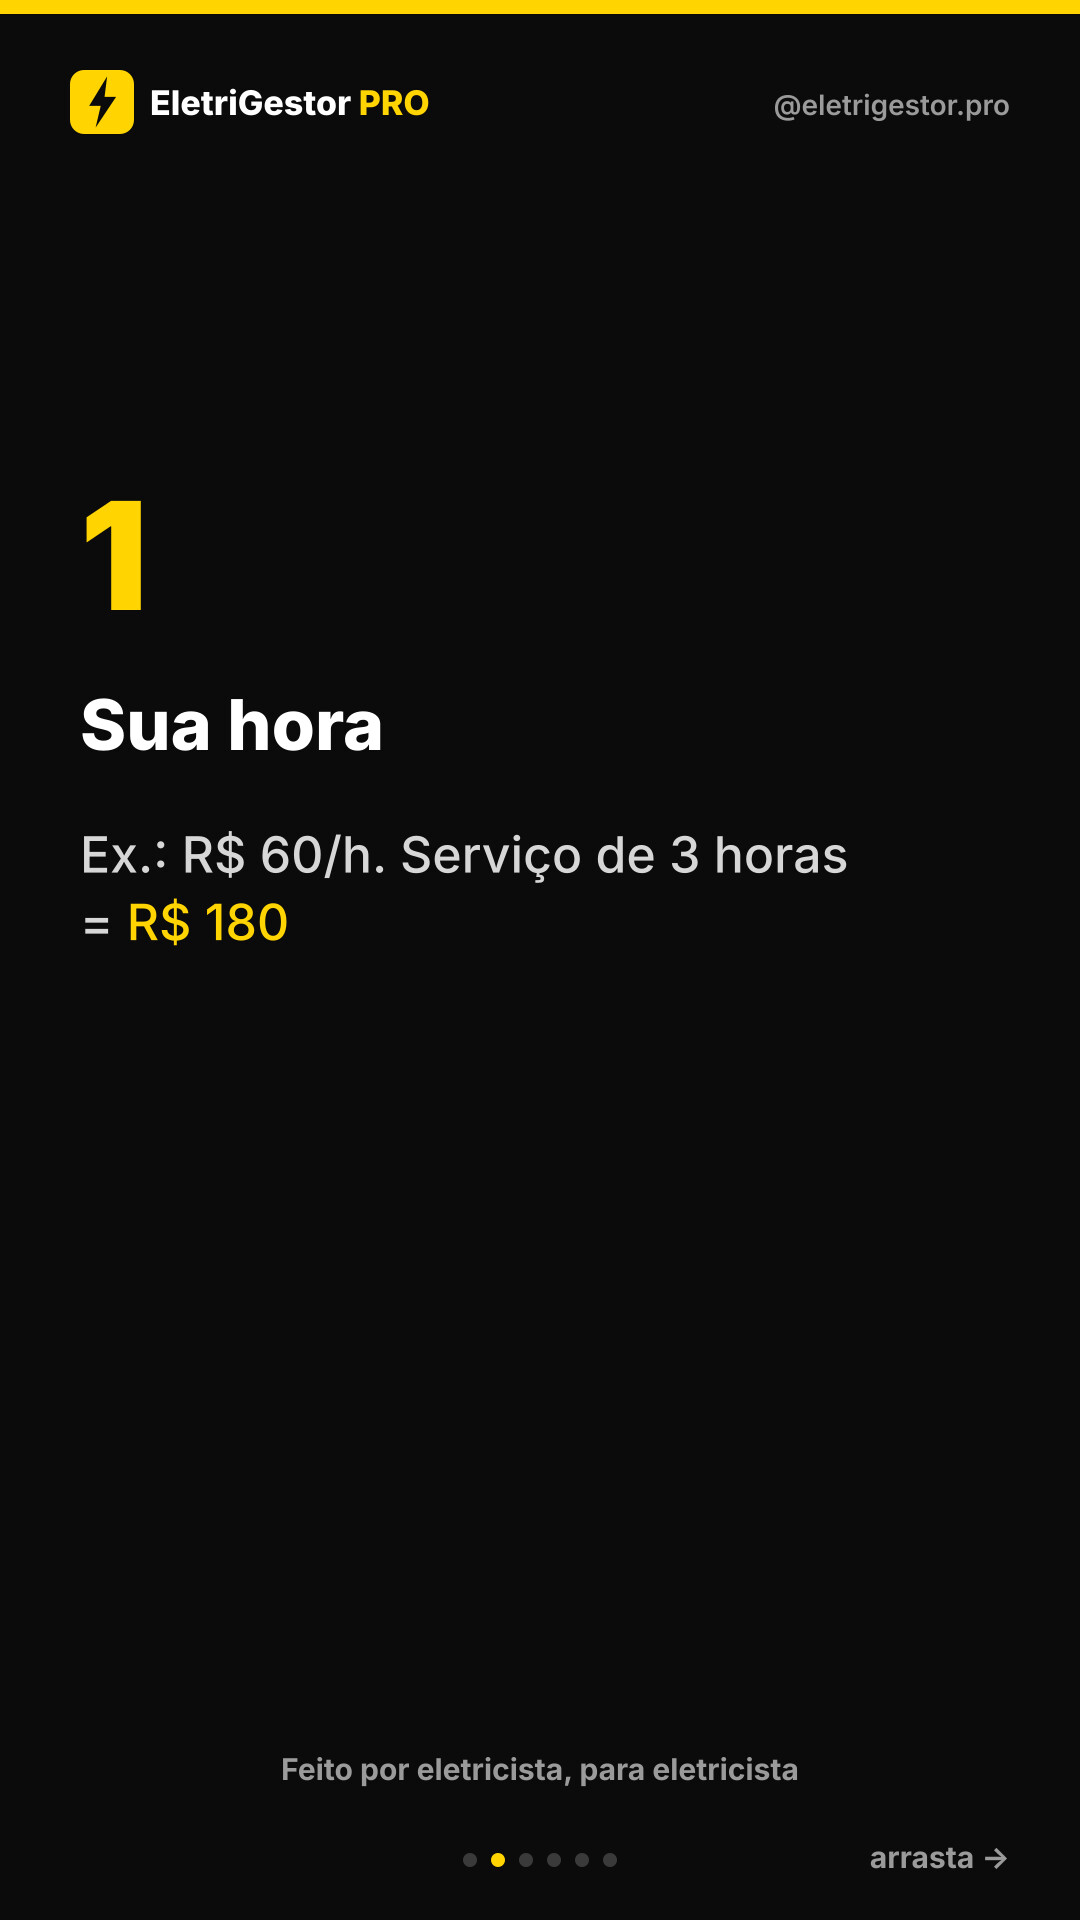 EletriGestor PRO
@eletrigestor.pro
1
Sua hora
Ex.: R$ 60/h. Serviço de 3 horas
= R$ 180
Feito por eletricista, para eletricista
arrasta →